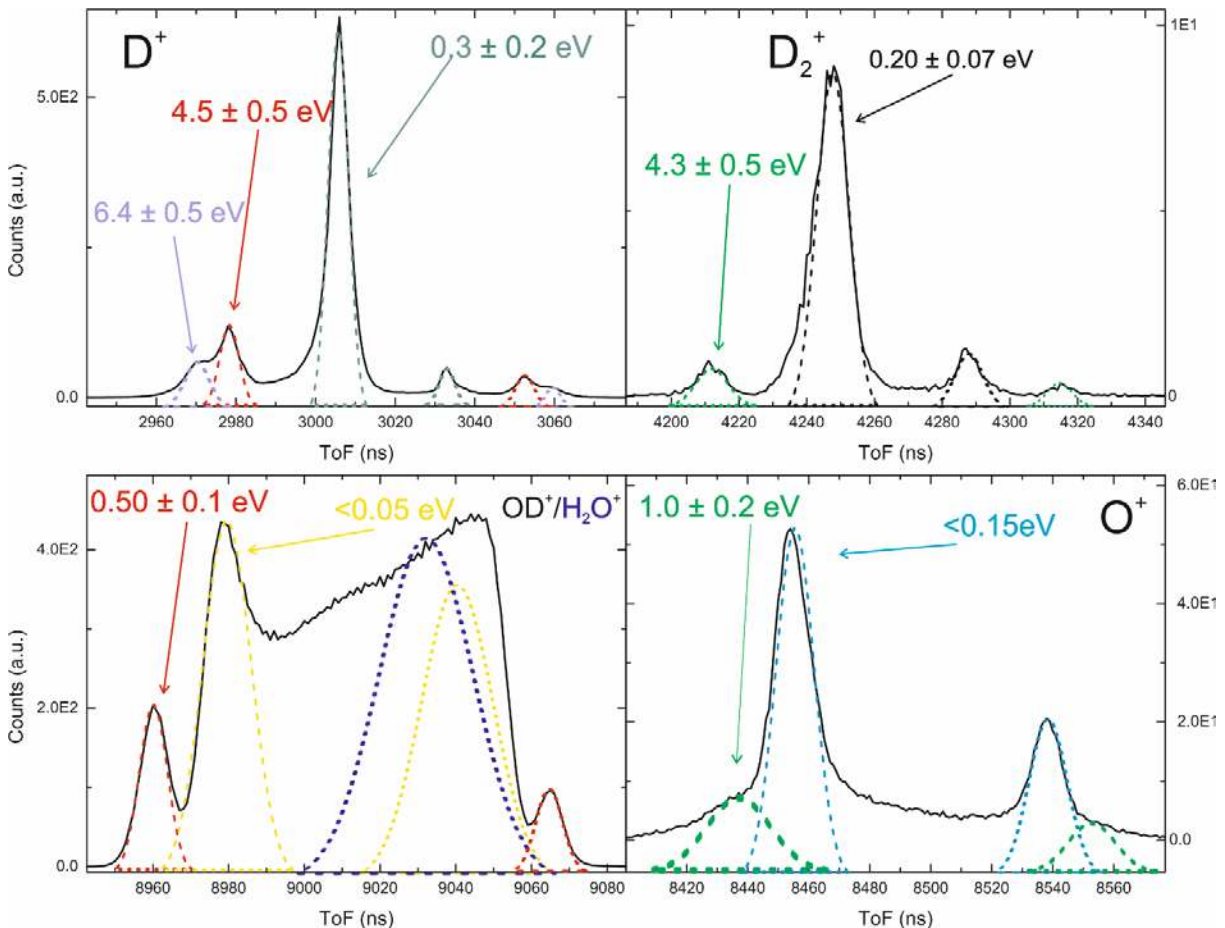 D+
0.3 ± 0.2 eV
4.5 ± 0.5 eV
6.4 ± 0.5 eV
5.0E2
0.0
Counts (a.u.)
2960 2980 3000 3020 3040 3060
ToF (ns)
D2+
0.20 ± 0.07 eV
4.3 ± 0.5 eV
1E1
0
4200 4220 4240 4260 4280 4300 4320 4340
ToF (ns)
0.50 ± 0.1 eV
<0.05 eV
OD+/H2O+
4.0E2
2.0E2
0.0
Counts (a.u.)
8960 8980 9000 9020 9040 9060 9080
ToF (ns)
1.0 ± 0.2 eV
<0.15eV
O+
6.0E1
4.0E1
2.0E1
0.0
8420 8440 8460 8480 8500 8520 8540 8560
ToF (ns)